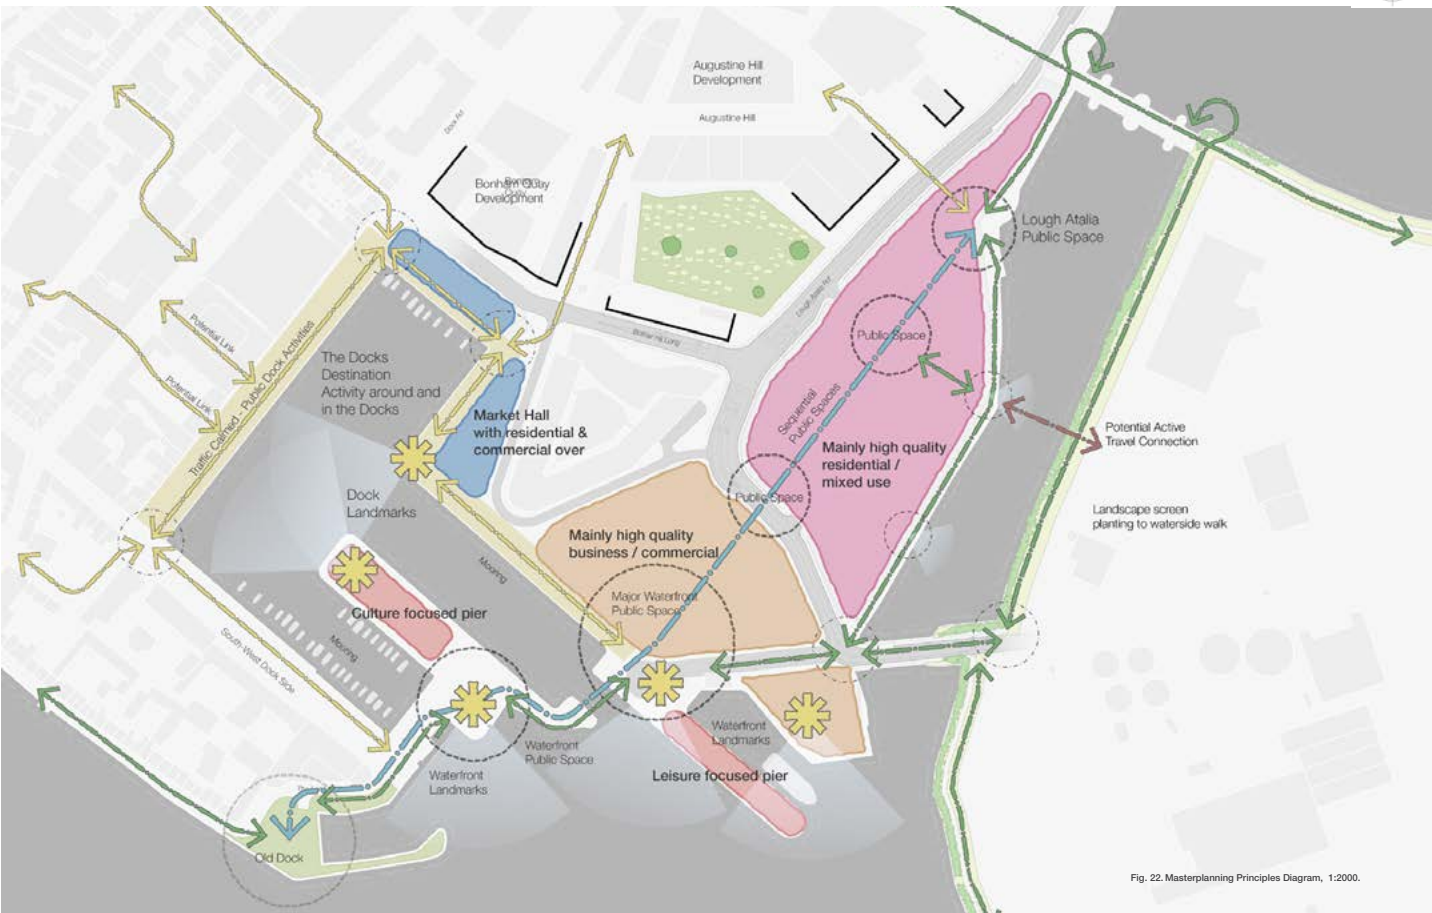 Augustine Hill
Development
Augustine Hill
Dock Rd
Bonham Quay
Development
Lough Atalia
Public Space
Lough Atalia Rd
Public Space
Potential Link
Potential Link
Traffic Calmed - Public Dock Activities
The Docks
Destination
Activity around and
in the Docks
Market Hall
with residential &
commercial over
Sequential
Public Spaces
Mainly high quality
residential /
mixed use
Potential Active
Travel Connection
Dock
Landmarks
Public Space
Landscape screen
planting to waterside walk
Mainly high quality
business / commercial
Mooring
Major Waterfront
Public Space
Culture focused pier
Mooring
South-West Dock Side
Waterfront
Public Space
Waterfront
Landmarks
Waterfront
Landmarks
Leisure focused pier
Old Dock
Fig. 22. Masterplanning Principles Diagram, 1:2000.